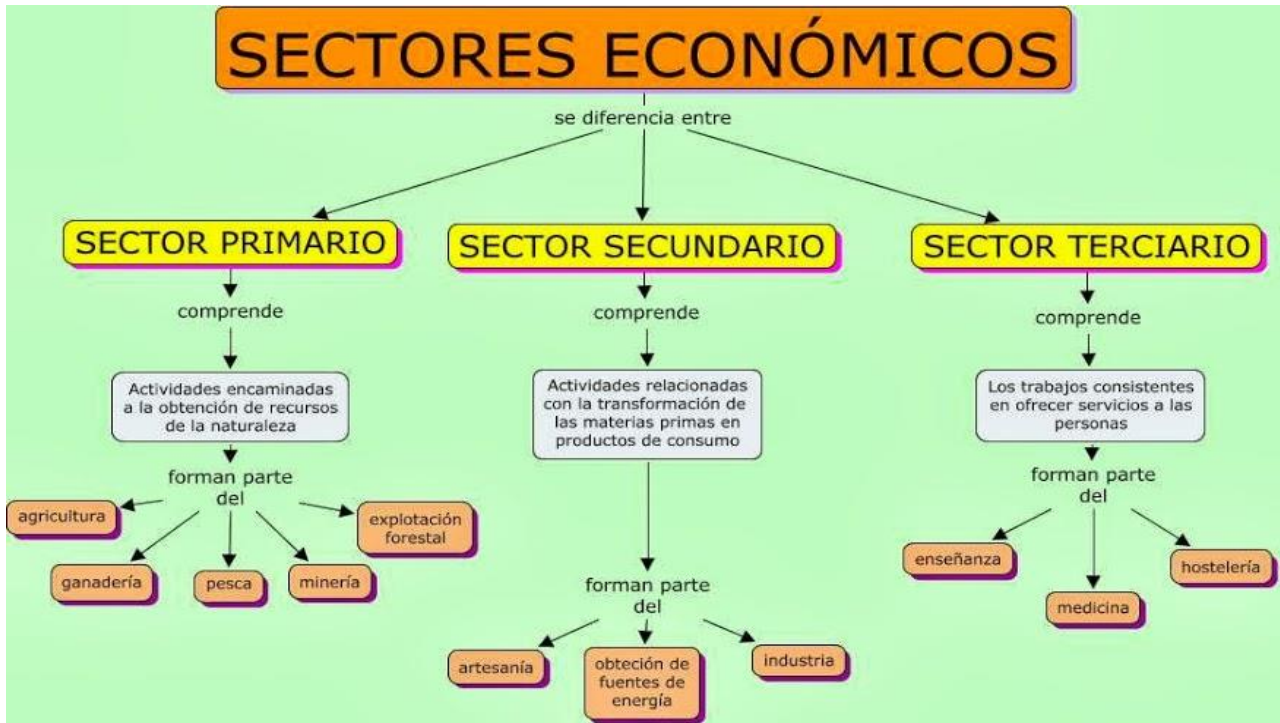 SECTORES ECONÓMICOS
se diferencia entre
SECTOR PRIMARIO
comprende
Actividades encaminadas
a la obtención de recursos
de la naturaleza
forman parte
del
agricultura
ganadería
pesca
minería
explotación
forestal
SECTOR SECUNDARIO
comprende
Actividades relacionadas
con la transformación de
las materias primas en
productos de consumo
forman parte
del
artesanía
obteción de
fuentes de
energía
industria
SECTOR TERCIARIO
comprende
Los trabajos consistentes
en ofrecer servicios a las
personas
forman parte
del
enseñanza
medicina
hostelería